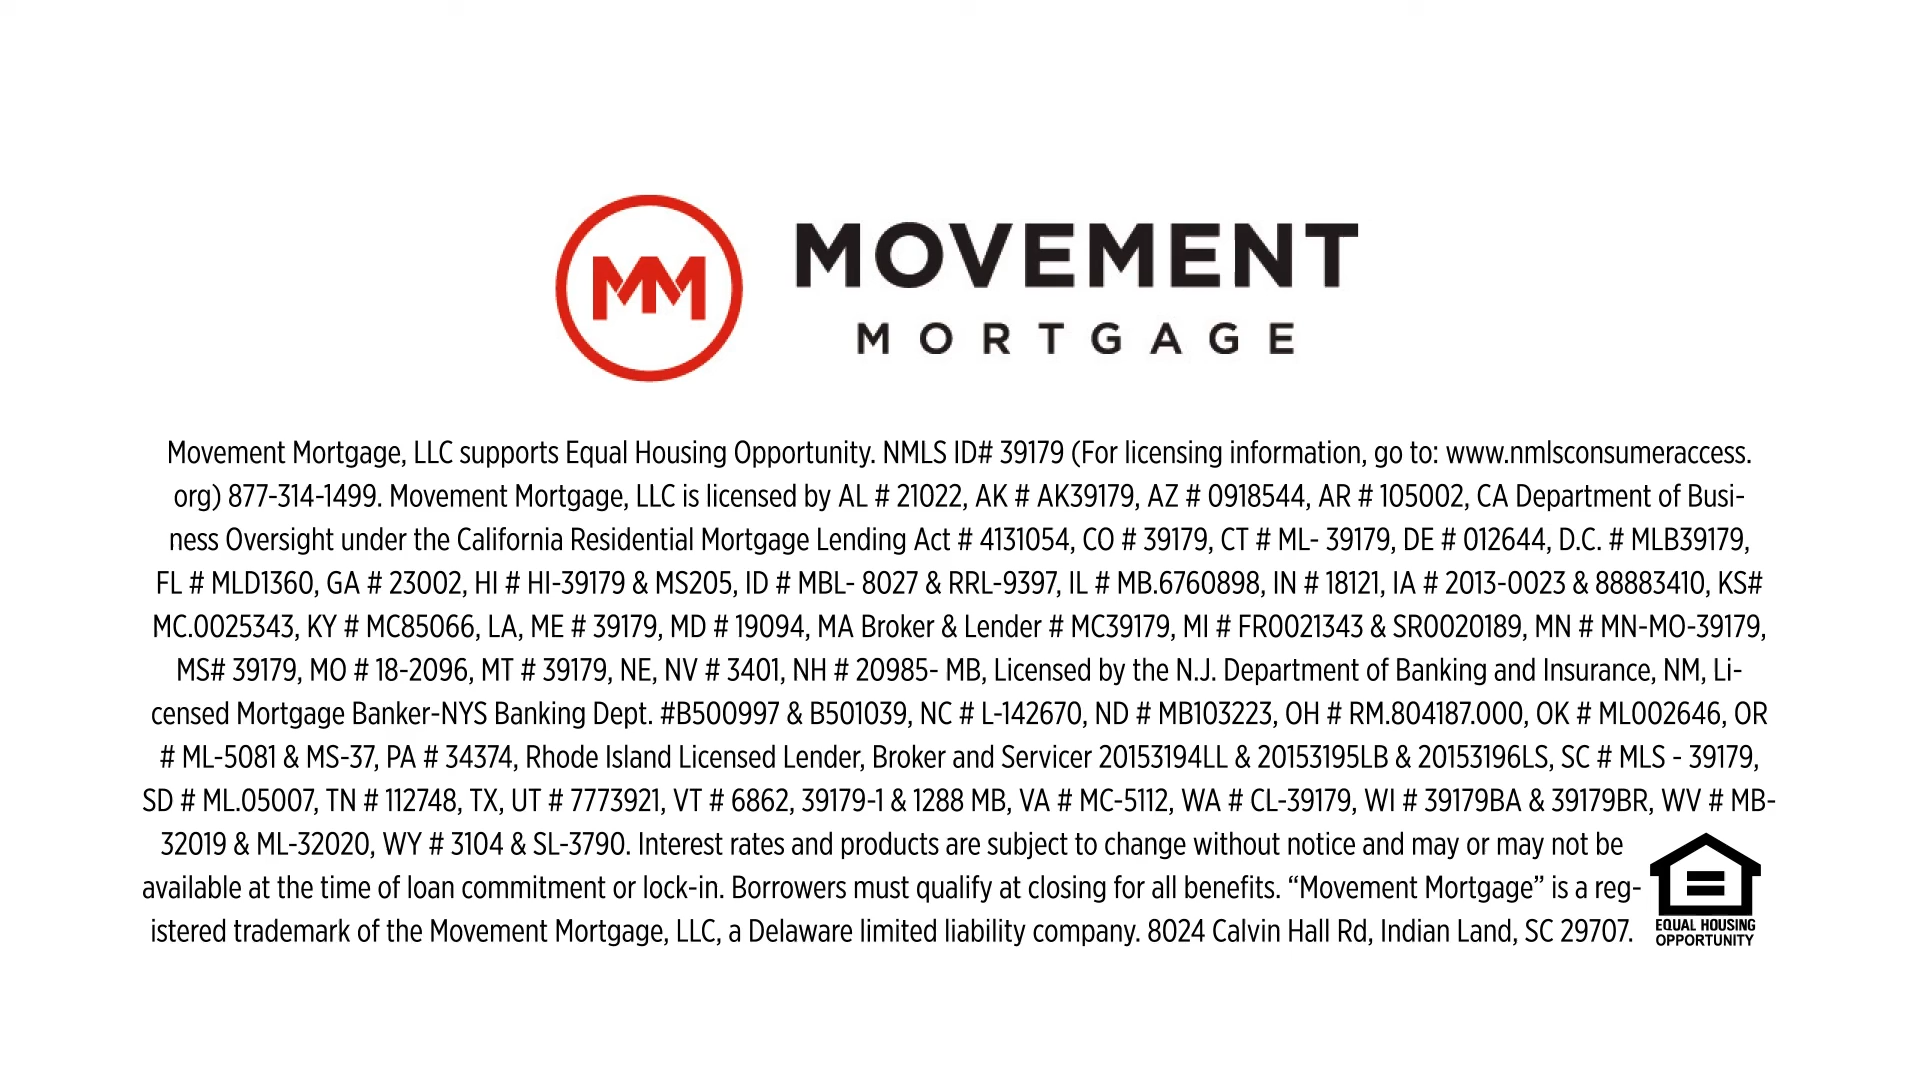 MM
MOVEMENT
MORTGAGE
Movement Mortgage, LLC supports Equal Housing Opportunity. NMLS ID# 39179 (For licensing information, go to: www.nmlsconsumeraccess.
org) 877-314-1499. Movement Mortgage, LLC is licensed by AL # 21022, AK # AK39179, AZ # 0918544, AR # 105002, CA Department of Busi-
ness Oversight under the California Residential Mortgage Lending Act # 4131054, CO # 39179, CT # ML- 39179, DE # 012644, D.C. # MLB39179,
FL # MLD1360, GA # 23002, HI # HI-39179 & MS205, ID # MBL- 8027 & RRL-9397, IL # MB.6760898, IN # 18121, IA # 2013-0023 & 88883410, KS#
MC.0025343, KY # MC85066, LA, ME # 39179, MD # 19094, MA Broker & Lender # MC39179, MI # FR0021343 & SR0020189, MN # MN-MO-39179,
MS# 39179, MO # 18-2096, MT # 39179, NE, NV # 3401, NH # 20985- MB, Licensed by the N.J. Department of Banking and Insurance, NM, Li-
censed Mortgage Banker-NYS Banking Dept. #B500997 & B501039, NC # L-142670, ND # MB103223, OH # RM.804187.000, OK # ML002646, OR
# ML-5081 & MS-37, PA # 34374, Rhode Island Licensed Lender, Broker and Servicer 20153194LL & 20153195LB & 20153196LS, SC # MLS - 39179,
SD # ML.05007, TN # 112748, TX, UT # 7773921, VT # 6862, 39179-1 & 1288 MB, VA # MC-5112, WA # CL-39179, WI # 39179BA & 39179BR, WV # MB-
32019 & ML-32020, WY # 3104 & SL-3790. Interest rates and products are subject to change without notice and may or may not be
available at the time of loan commitment or lock-in. Borrowers must qualify at closing for all benefits. “Movement Mortgage” is a reg-
istered trademark of the Movement Mortgage, LLC, a Delaware limited liability company. 8024 Calvin Hall Rd, Indian Land, SC 29707.
EQUAL HOUSING
OPPORTUNITY